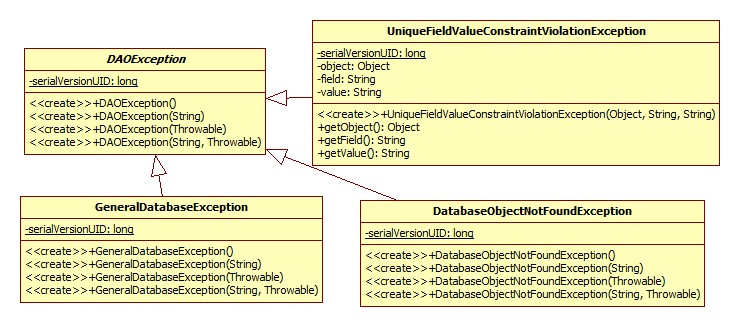 DAOException
-serialVersionUID: long
<<create>>+DAOException()
<<create>>+DAOException(String)
<<create>>+DAOException(Throwable)
<<create>>+DAOException(String, Throwable)
UniqueFieldValueConstraintViolationException
-serialVersionUID: long
-object: Object
-field: String
-value: String
<<create>>+UniqueFieldValueConstraintViolationException(Object, String, String)
+getObject(): Object
+getField(): String
+getValue(): String
GeneralDatabaseException
-serialVersionUID: long
<<create>>+GeneralDatabaseException()
<<create>>+GeneralDatabaseException(String)
<<create>>+GeneralDatabaseException(Throwable)
<<create>>+GeneralDatabaseException(String, Throwable)
DatabaseObjectNotFoundException
-serialVersionUID: long
<<create>>+DatabaseObjectNotFoundException()
<<create>>+DatabaseObjectNotFoundException(String)
<<create>>+DatabaseObjectNotFoundException(Throwable)
<<create>>+DatabaseObjectNotFoundException(String, Throwable)